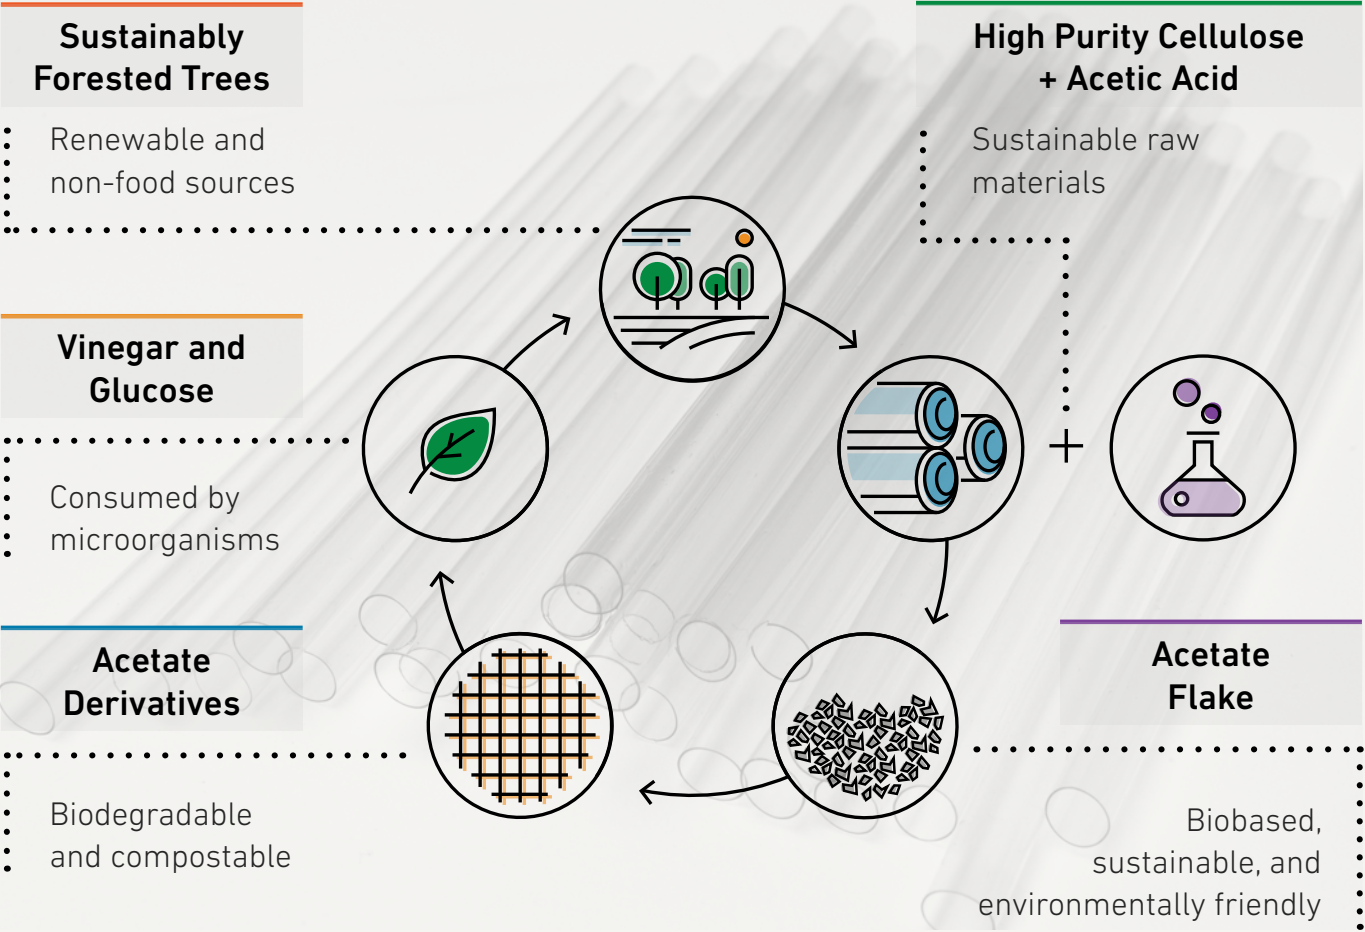 Sustainably
Forested Trees
Renewable and
non-food sources
High Purity Cellulose
+ Acetic Acid
Sustainable raw
materials
Vinegar and
Glucose
Consumed by
microorganisms
+
Acetate
Derivatives
Biodegradable
and compostable
Acetate
Flake
Biobased,
sustainable, and
environmentally friendly